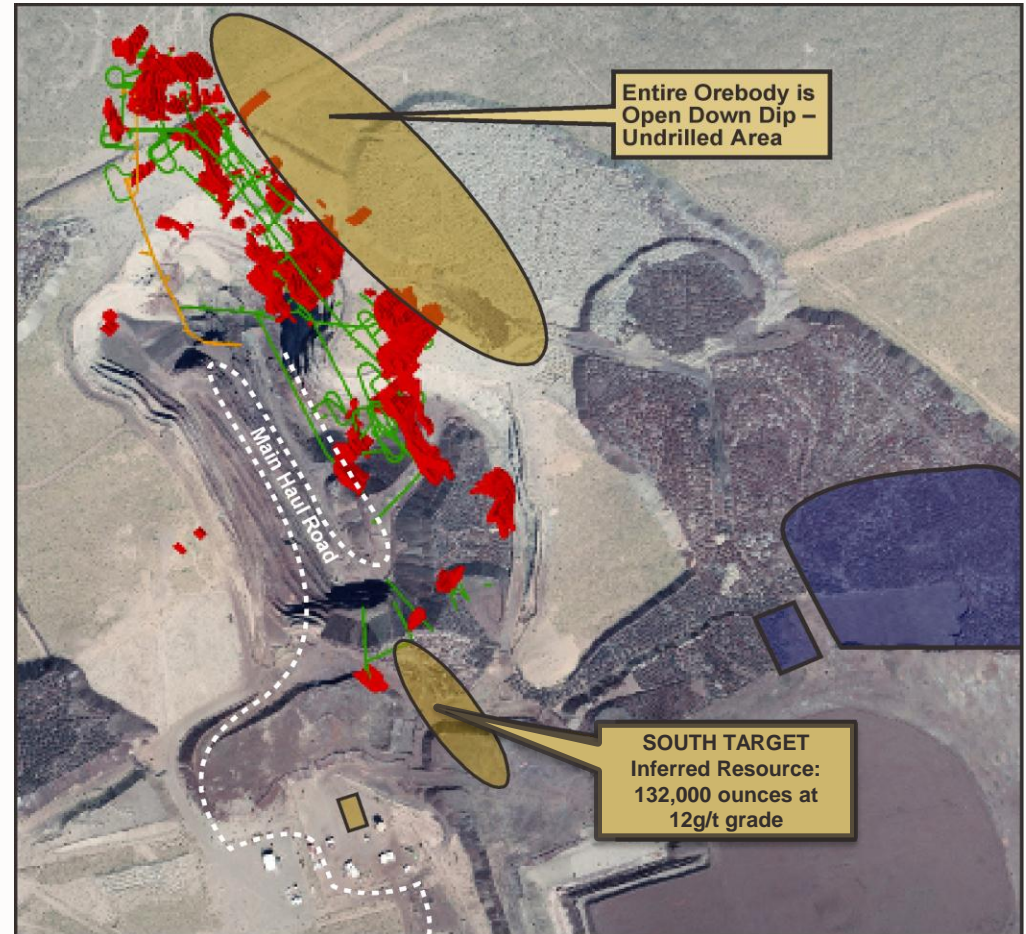 Entire Orebody is
Open Down Dip –
Undrilled Area
Main Haul Road
SOUTH TARGET
Inferred Resource:
132,000 ounces at
12g/t grade